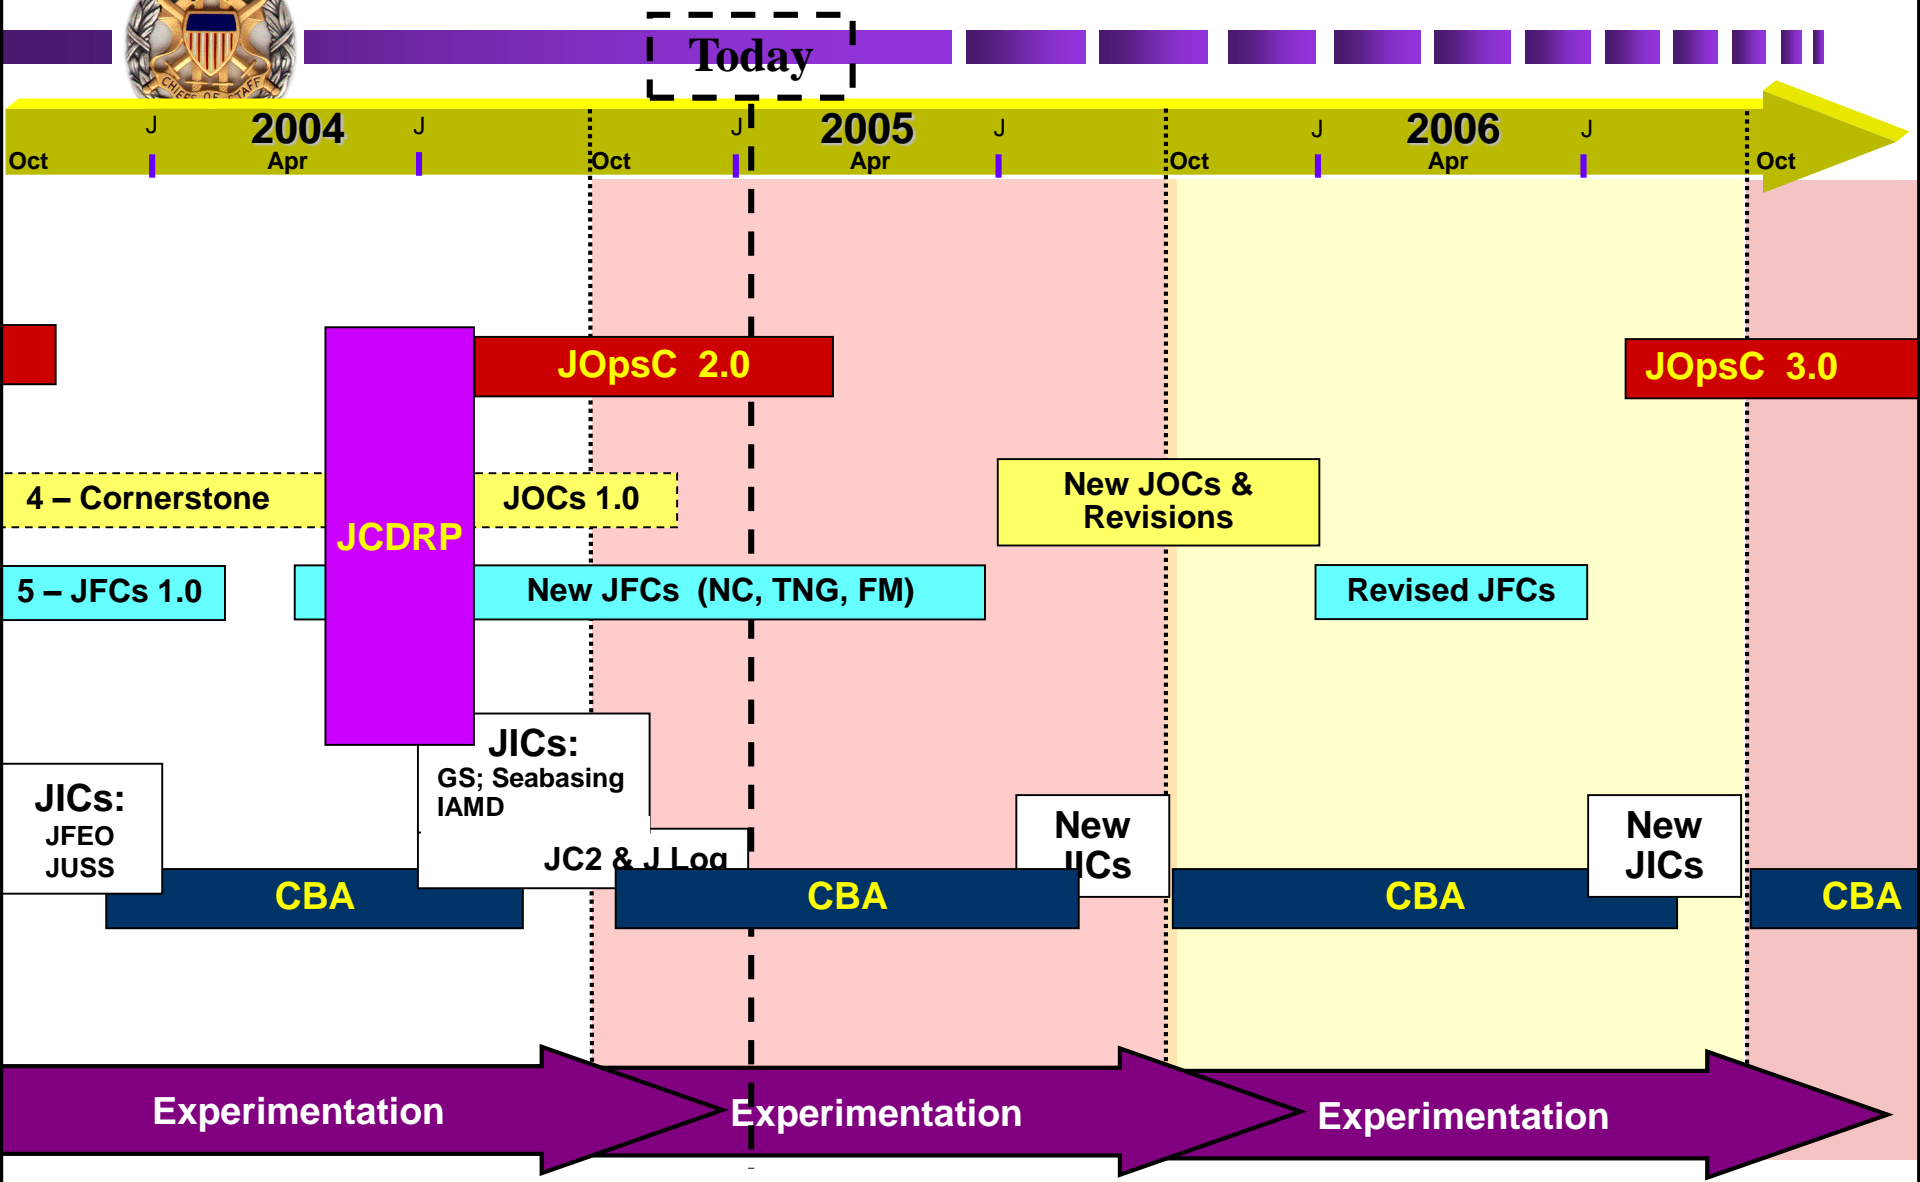 CHIEFS OF STAFF
Today
J 2004 J J 2005 J J 2006 J
Oct Apr Oct Apr Oct Apr Oct
JOpsC 2.0
JOpsC 3.0
4 – Cornerstone
JOCs 1.0
New JOCs &
Revisions
JCDRP
5 – JFCs 1.0
New JFCs (NC, TNG, FM)
Revised JFCs
JICs:
GS; Seabasing
IAMD
JC2 & J Log
JICs:
JFEO
JUSS
New
JICs
New
JICs
CBA
CBA
CBA
CBA
Experimentation
Experimentation
Experimentation